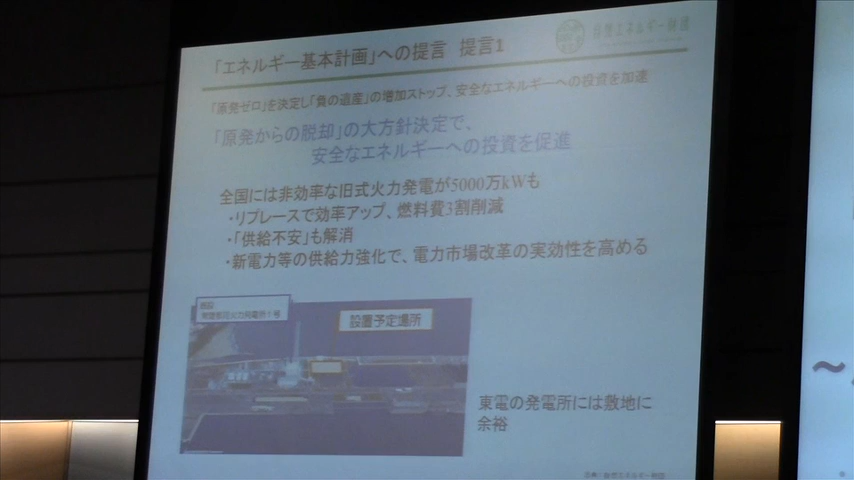 自然エネルギー財団
「エネルギー基本計画」への提言 提言1
「原発ゼロ」を決定し「負の遺産」の増加ストップ、安全なエネルギーへの投資を加速
「原発からの脱却」の大方針決定で、
安全なエネルギーへの投資を促進
全国には非効率な旧式火力発電が5000万kWも
・リプレースで効率アップ、燃料費3割削減
・「供給不安」も解消
・新電力等の供給力強化で、電力市場改革の実効性を高める
設置予定場所
東電の発電所には敷地に
余裕
～